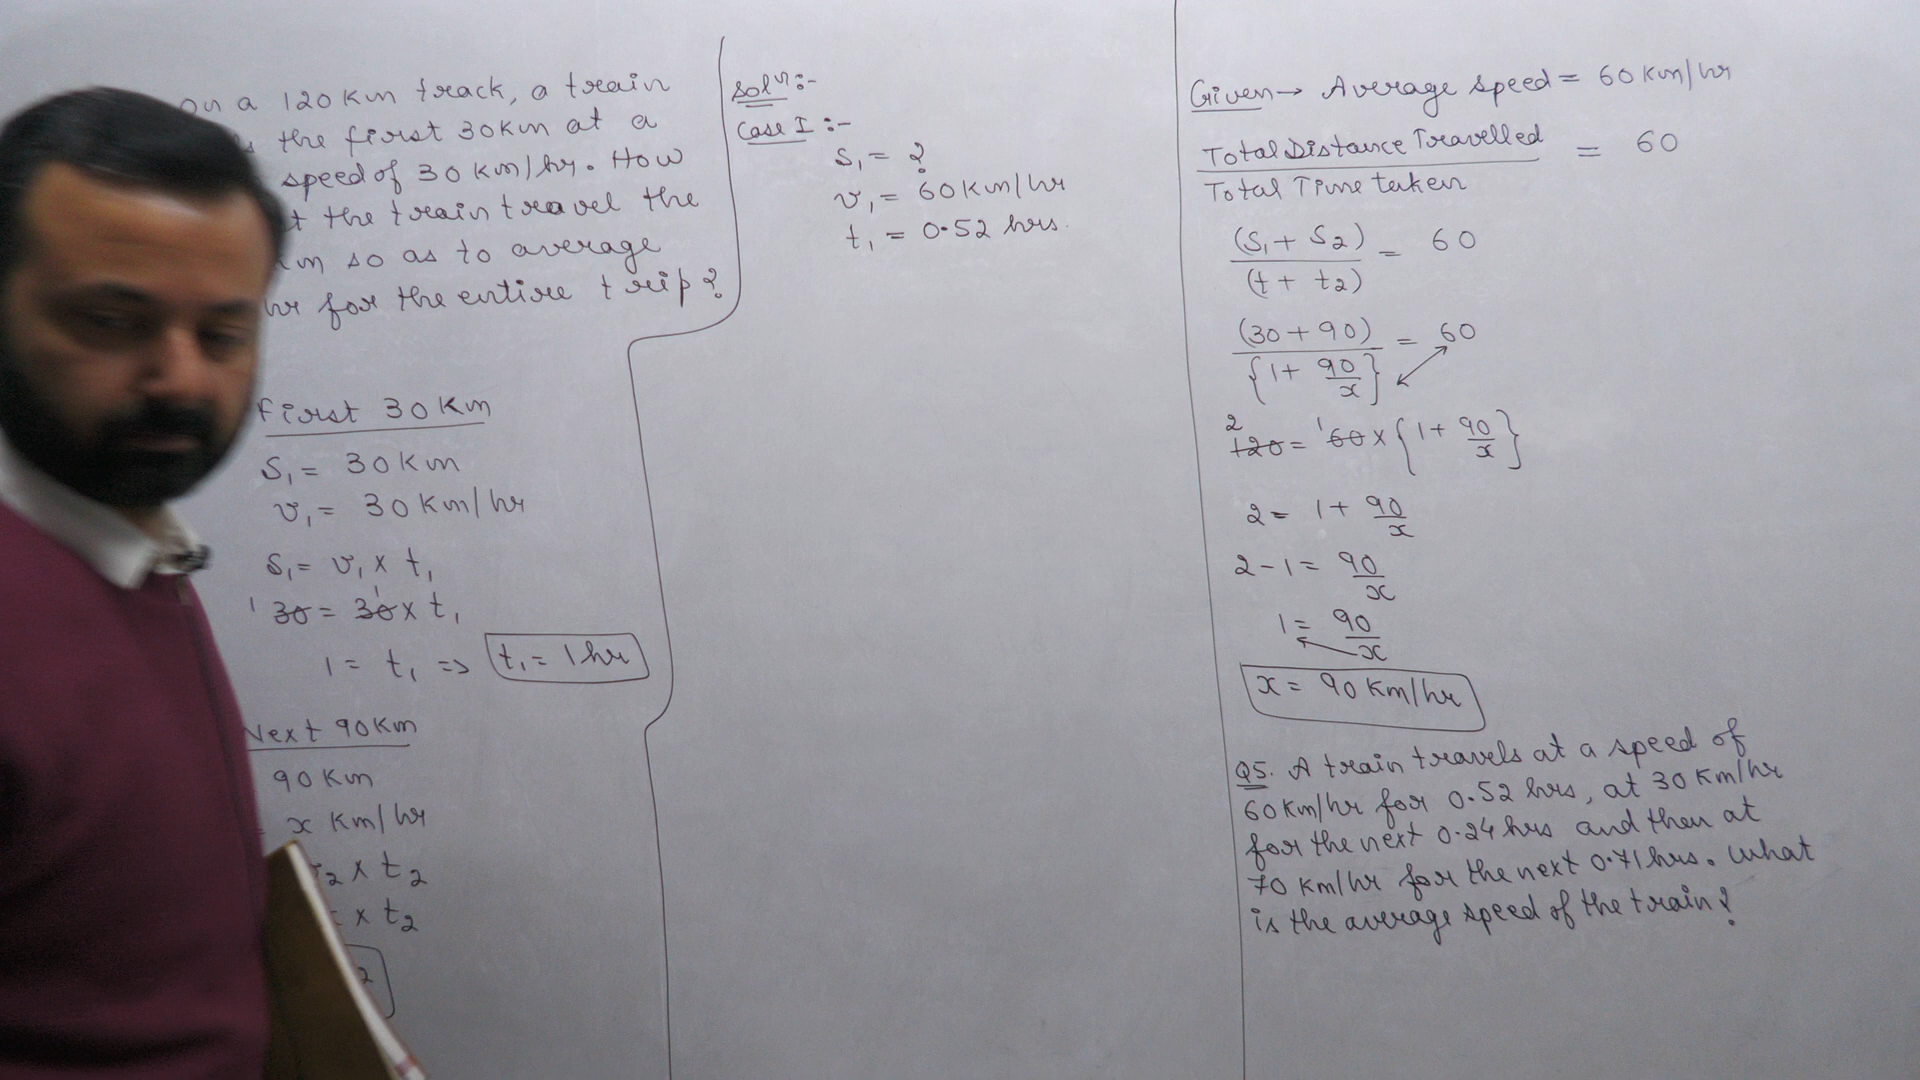 on a 120 Km track, a train
the first 30 Km at a
speed of 30 Km/hr. How
the train travel the
so as to average
hr for the entire trip?
First 30 Km
S₁ = 30 Km
v₁ = 30 Km/hr
S₁ = v₁ x t₁
1 30 = 30 1 x t₁
1 = t₁ => t₁ = 1 hr
Next 90 Km
90 Km
= x Km/hr
2 x t₂
x t₂
2
Solⁿ:-
Case I :-
S₁ = ?
v₁ = 60 Km/hr
t₁ = 0.52 hrs.
Given → Average speed = 60 Km/hr
Total Distance Travelled = 60
Total Time taken
(S₁ + S₂) = 60
(t + t₂)
(30 + 90) = 60
{1 + 90/x}
2 120 = 1 60 x {1 + 90/x}
2 = 1 + 90/x
2 - 1 = 90/x
1 = 90/x
x = 90 Km/hr
Q5. A train travels at a speed of
60 Km/hr for 0.52 hrs, at 30 Km/hr
for the next 0.24 hrs and then at
70 Km/hr for the next 0.71 hrs. What
is the average speed of the train?